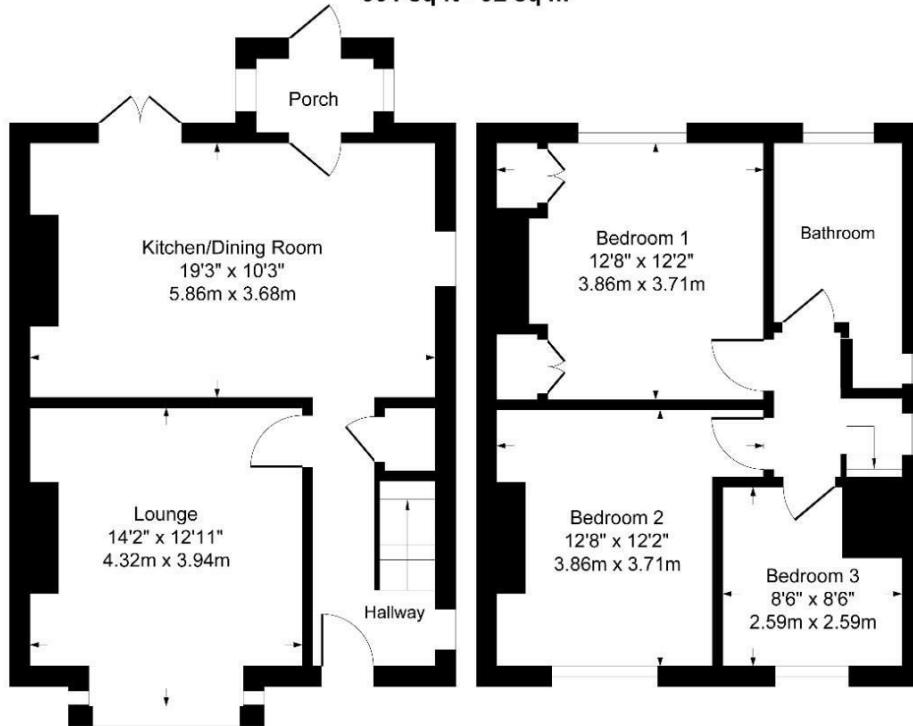 Porch
Kitchen/Dining Room
19'3" x 10'3"
5.86m x 3.68m
Bedroom 1
12'8" x 12'2"
3.86m x 3.71m
Bathroom
Lounge
14'2" x 12'11"
4.32m x 3.94m
Hallway
Bedroom 2
12'8" x 12'2"
3.86m x 3.71m
Bedroom 3
8'6" x 8'6"
2.59m x 2.59m